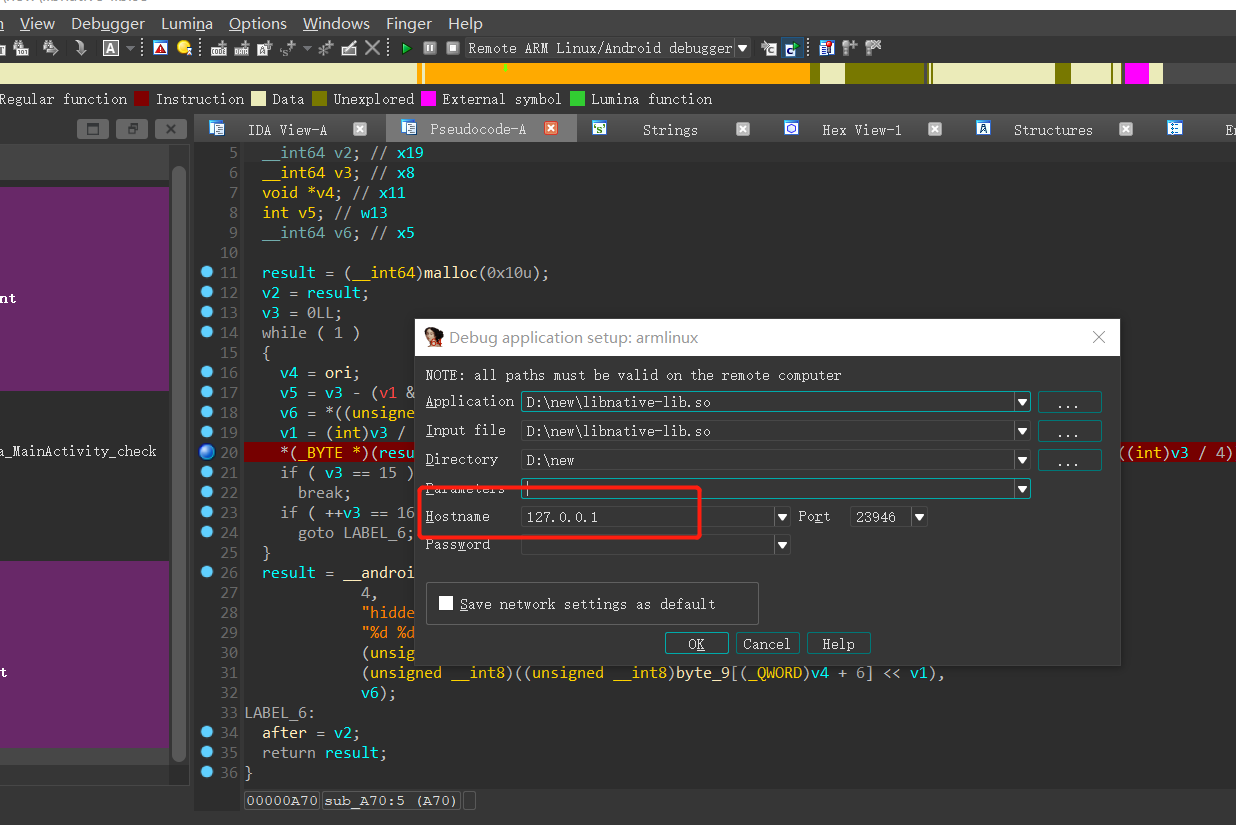 View Debugger Lumina Options Windows Finger Help
Remote ARM Linux/Android debugger
Regular function Instruction Data Unexplored External symbol Lumina function
IDA View-A Pseudocode-A Strings Hex View-1 Structures
5 __int64 v2; // x19
6 __int64 v3; // x8
7 void *v4; // x11
8 int v5; // w13
9 __int64 v6; // x5
10
11 result = (__int64)malloc(0x10u);
12 v2 = result;
13 v3 = 0LL;
14 while ( 1 )
15 {
16 v4 = ori;
17 v5 = v3 - (v1 &
18 v6 = *((unsigne
19 v1 = (int)v3 /
20 *(_BYTE *)(resu ((int)v3 / 4)
21 if ( v3 == 15 )
22 break;
23 if ( ++v3 == 16
24 goto LABEL_6;
25 }
26 result = __androi
27 4,
28 "hidde
29 "%d %d
30 (unsig
31 (unsigned __int8)((unsigned __int8)byte_9[(_QWORD)v4 + 6] << v1),
32 v6);
33 LABEL_6:
34 after = v2;
35 return result;
36 }
00000A70 sub_A70:5 (A70)
nt
a_MainActivity_check
t
Debug application setup: armlinux
NOTE: all paths must be valid on the remote computer
Application D:\new\libnative-lib.so ...
Input file D:\new\libnative-lib.so ...
Directory D:\new ...
Parameters
Hostname 127.0.0.1 Port 23946
Password
Save network settings as default
OK Cancel Help